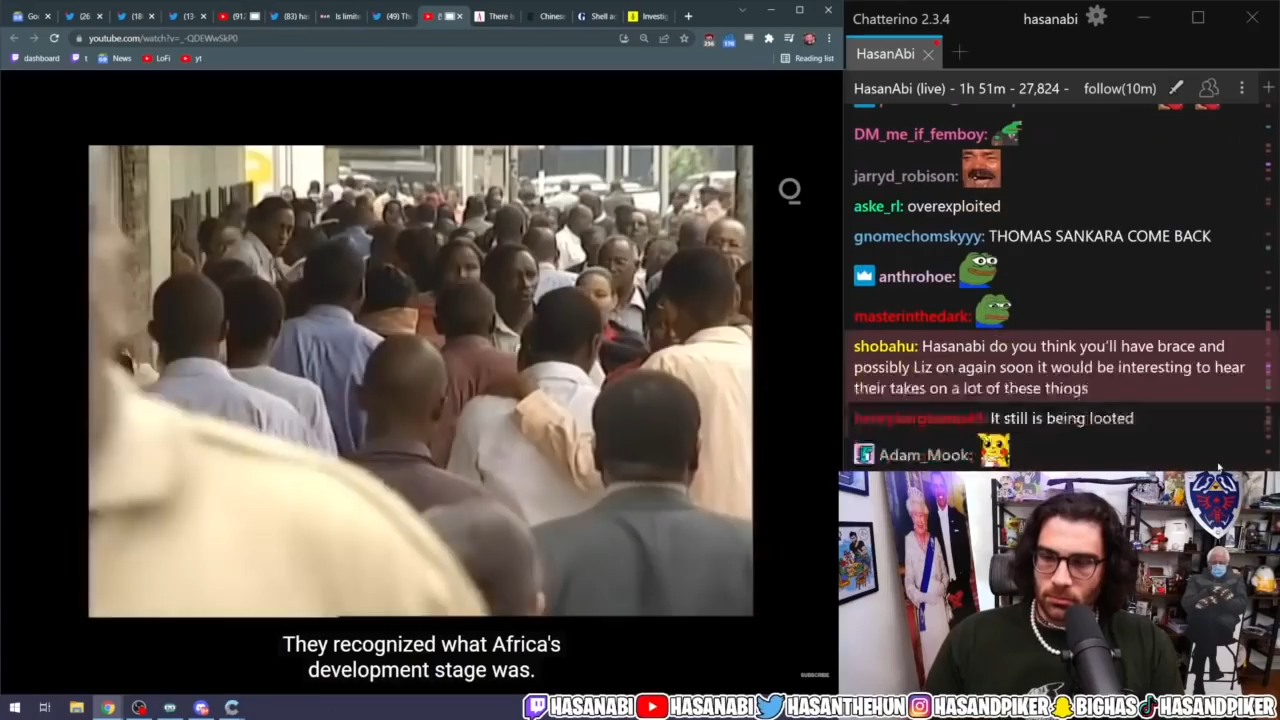 Chatterino 2.3.4
hasanabi
HasanAbi
youtube.com/watch?v=_-QDEWwSkP0
dashboard
t
News
LoFi
yt
Reading list
HasanAbi (live) - 1h 51m - 27,824 -
follow(10m)
DM_me_if_femboy:
jarryd_robison:
aske_rl: overexploited
gnomechomskyyy: THOMAS SANKARA COME BACK
anthrohoe:
masterinthedark:
shobahu: Hasanabi do you think you'll have brace and
possibly Liz on again soon it would be interesting to hear
their takes on a lot of these things
It still is being looted
Adam_Mook:
They recognized what Africa's
development stage was.
SUBSCRIBE
HASANABI
HASANABI
HASANTHEHUN
HASANDPIKER
BIGHAS
HASANDPIKER